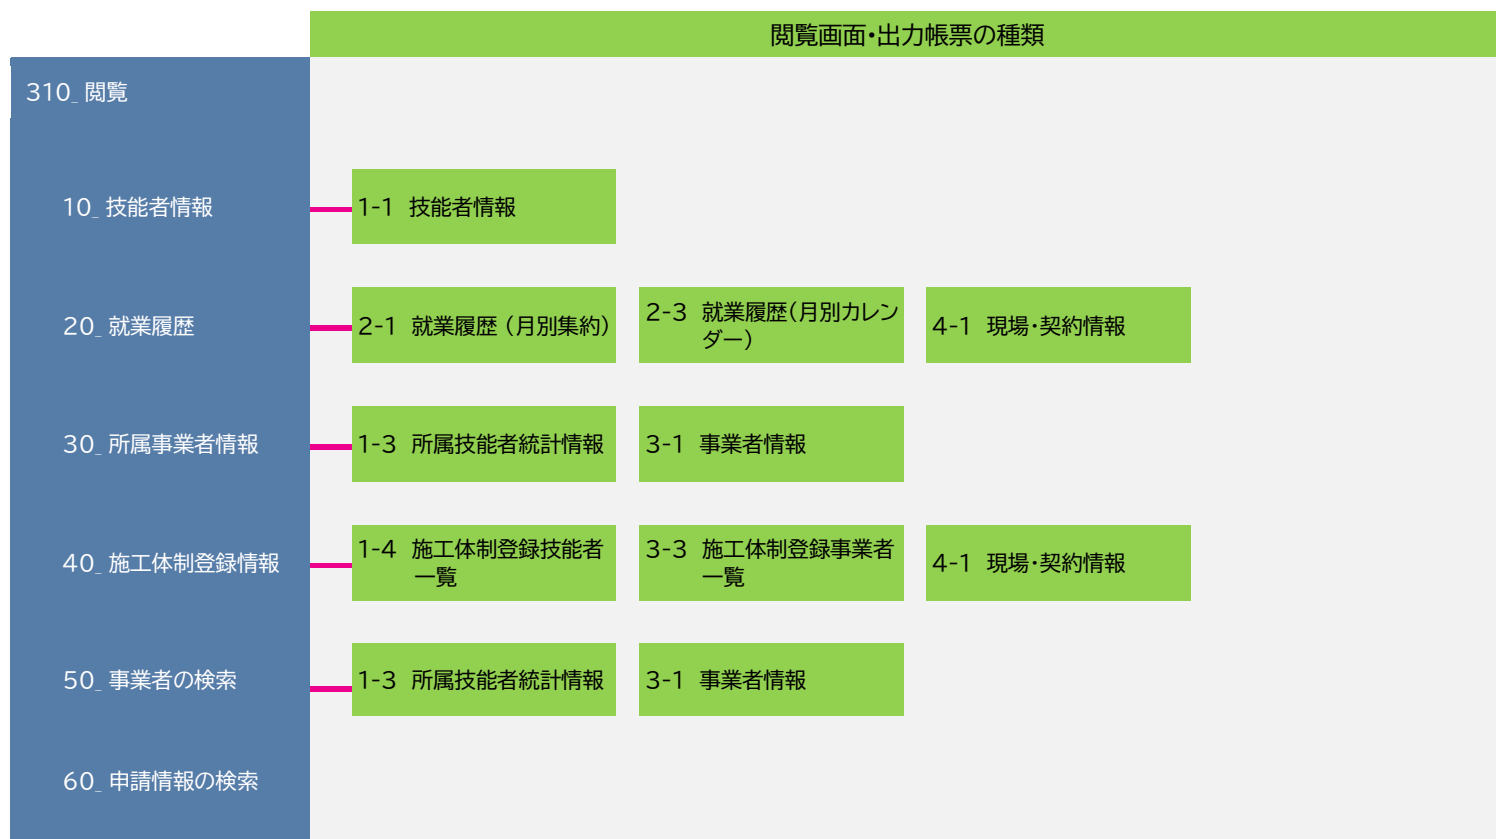 閲覧画面・出力帳票の種類
310_ 閲覧
10_ 技能者情報
1-1 技能者情報
20_ 就業履歴
2-1 就業履歴 (月別集約)
2-3 就業履歴(月別カレン
ダー)
4-1 現場・契約情報
30_ 所属事業者情報
1-3 所属技能者統計情報
3-1 事業者情報
40_ 施工体制登録情報
1-4 施工体制登録技能者
一覧
3-3 施工体制登録事業者
一覧
4-1 現場・契約情報
50_ 事業者の検索
1-3 所属技能者統計情報
3-1 事業者情報
60_ 申請情報の検索